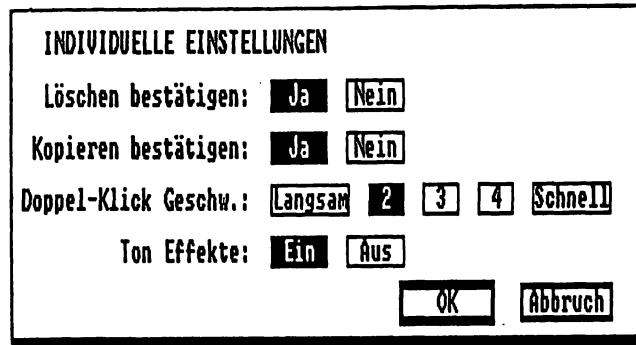 INDIVIDUELLE EINSTELLUNGEN
Löschen bestätigen: Ja Nein
Kopieren bestätigen: Ja Nein
Doppel-Klick Geschw.: Langsam 2 3 4 Schnell
Ton Effekte: Ein Aus
OK Abbruch